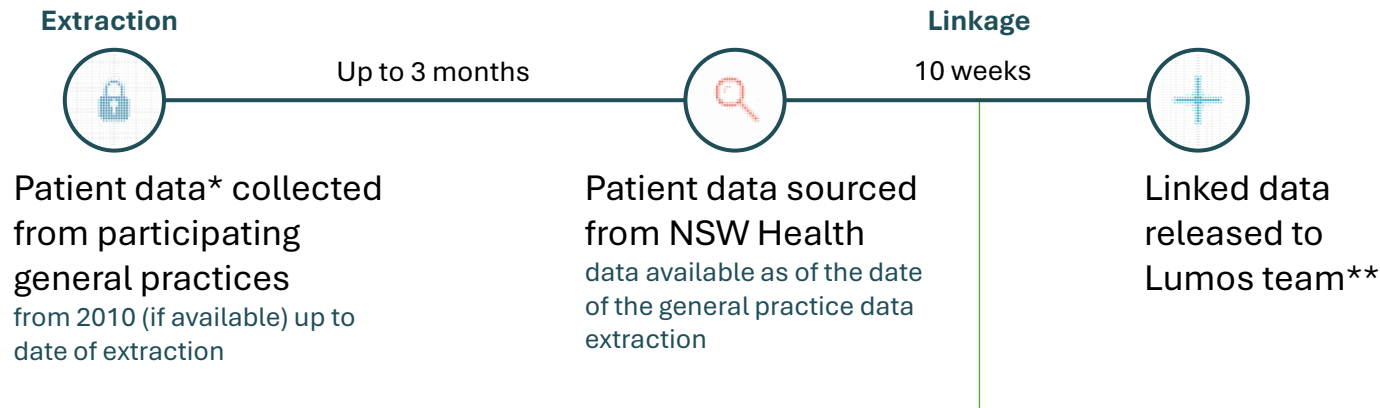 Extraction
Linkage
Up to 3 months
10 weeks
Patient data* collected
from participating
general practices
from 2010 (if available) up to
date of extraction
Patient data sourced
from NSW Health
data available as of the date
of the general practice data
extraction
Linked data
released to
Lumos team**